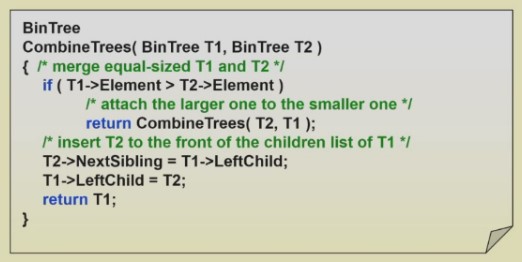 BinTree
CombineTrees( BinTree T1, BinTree T2 )
{ /* merge equal-sized T1 and T2 */
if ( T1->Element > T2->Element )
/* attach the larger one to the smaller one */
return CombineTrees( T2, T1 );
/* insert T2 to the front of the children list of T1 */
T2->NextSibling = T1->LeftChild;
T1->LeftChild = T2;
return T1;
}